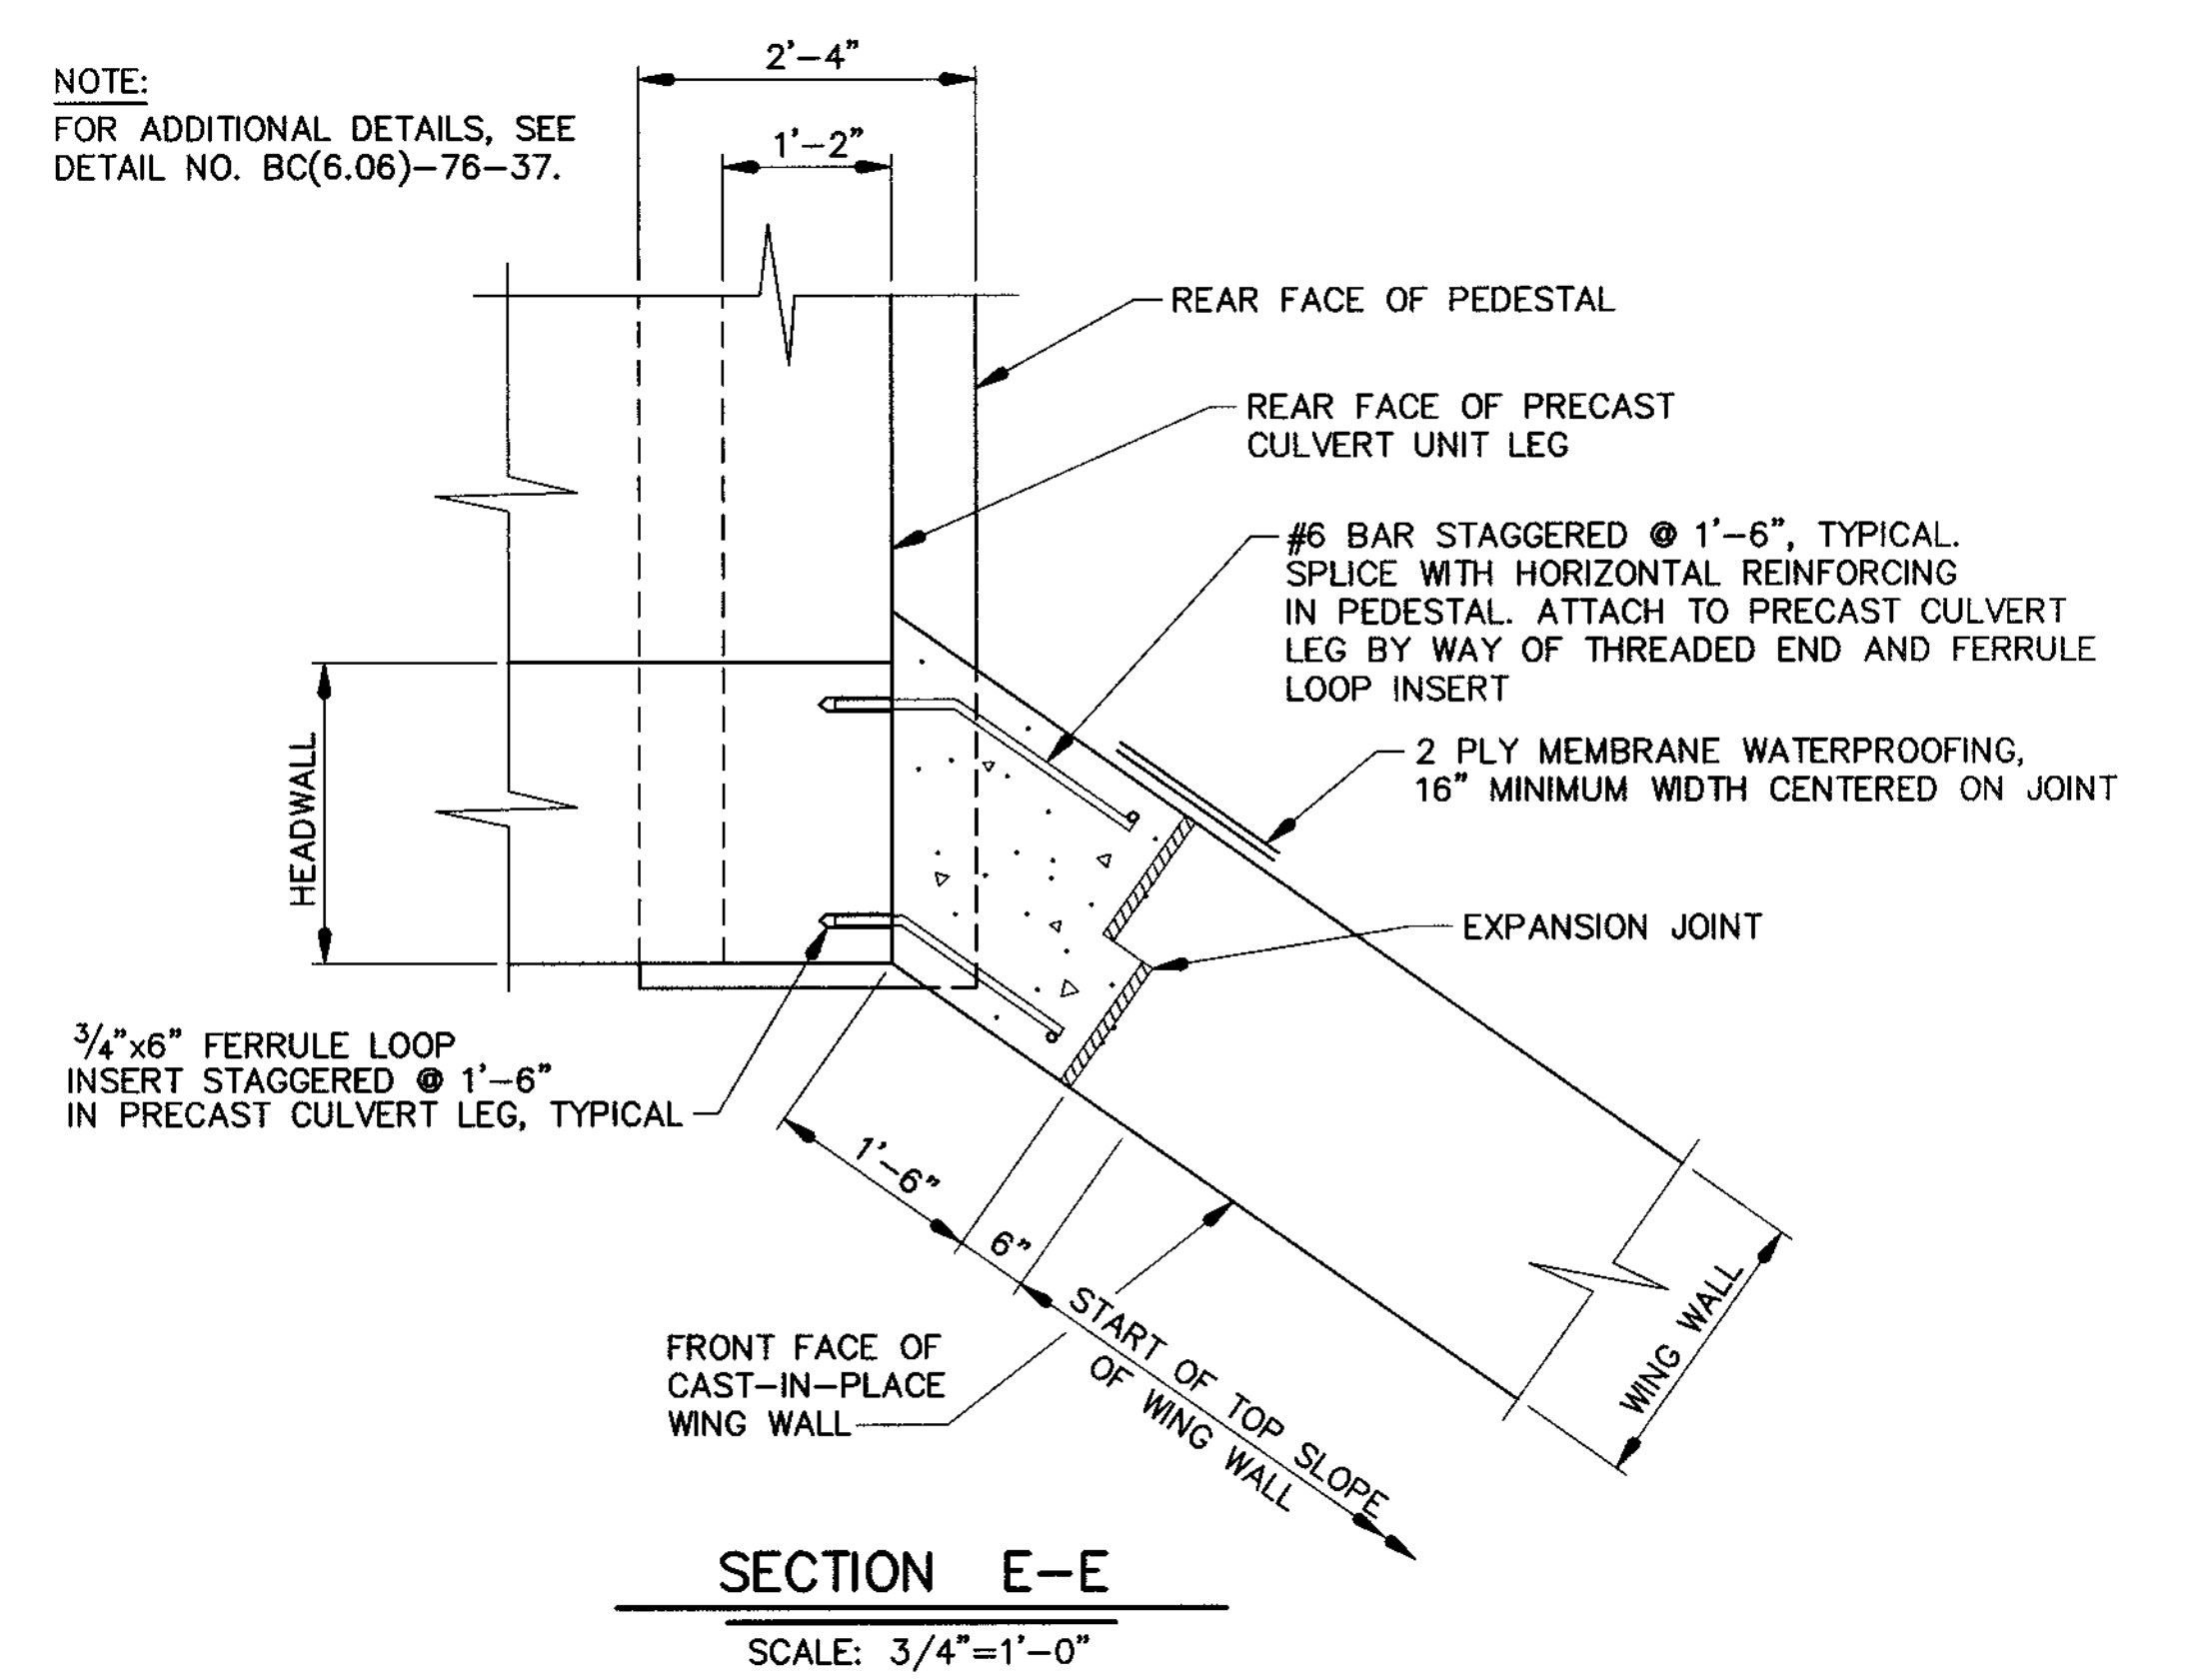 2'-4"
NOTE:
FOR ADDITIONAL DETAILS, SEE
DETAIL NO. BC(6.06)-76-37.
1'-2"
REAR FACE OF PEDESTAL
REAR FACE OF PRECAST
CULVERT UNIT LEG
#6 BAR STAGGERED @ 1'-6", TYPICAL.
SPLICE WITH HORIZONTAL REINFORCING
IN PEDESTAL. ATTACH TO PRECAST CULVERT
LEG BY WAY OF THREADED END AND FERRULE
LOOP INSERT
2 PLY MEMBRANE WATERPROOFING,
16" MINIMUM WIDTH CENTERED ON JOINT
HEADWALL
EXPANSION JOINT
3/4"x6" FERRULE LOOP
INSERT STAGGERED @ 1'-6"
IN PRECAST CULVERT LEG, TYPICAL
1'-6"
6"
START OF TOP SLOPE
OF WING WALL
WING WALL
FRONT FACE OF
CAST-IN-PLACE
WING WALL
SECTION E-E
SCALE: 3/4"=1'-0"